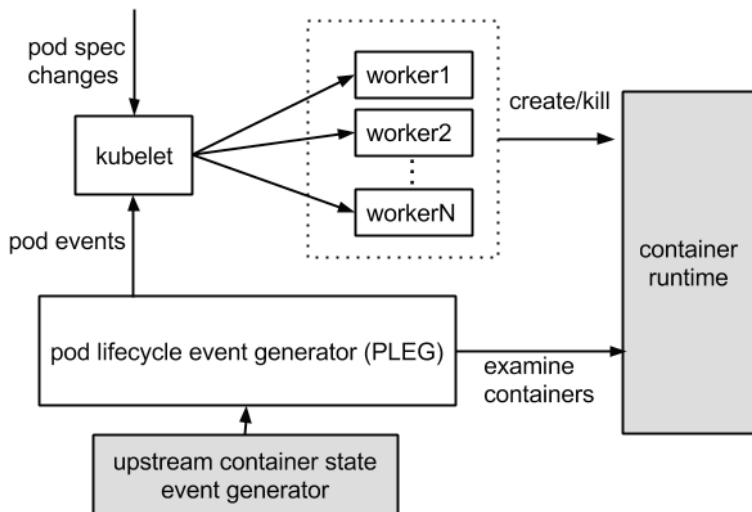 pod spec
changes
kubelet
worker1
worker2
workerN
create/kill
container
runtime
pod events
pod lifecycle event generator (PLEG)
examine
containers
upstream container state
event generator